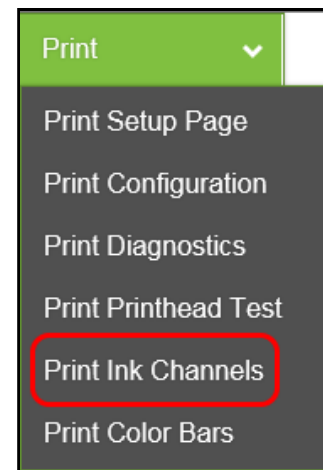 Print
Print Setup Page
Print Configuration
Print Diagnostics
Print Printhead Test
Print Ink Channels
Print Color Bars